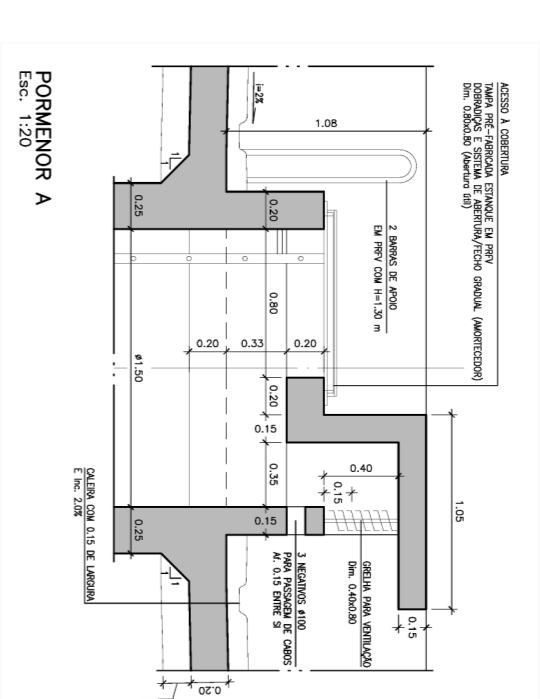 ACESSO À COBERTURA
TAMPA PRÉ-FABRICADA ESTANQUE EM PRFV
DOBRADIÇAS E SISTEMA DE ABERTURA/FECHO GRADUAL (AMORTECEDOR)
Dim. 0.80x0.80 (Abertura útil)
1.08
i=2%
2 BARRAS DE APOIO
EM PRFV COM H=1.30 m
1
1
0.25
0.20
0.80
0.20
0.33
0.20
0.20
0.15
0.35
0.15
0.40
0.15
1.05
0.15
GRELHA PARA VENTILAÇÃO
Dim. 0.40x0.80
3 NEGATIVOS ø100
PARA PASSAGEM DE CABOS
Af. 0.15 ENTRE SI
ø1.50
0.25
1
1
0.20
CALEIRA COM 0.15 DE LARGURA
E Inc. 2.0%
PORMENOR A
Esc. 1:20